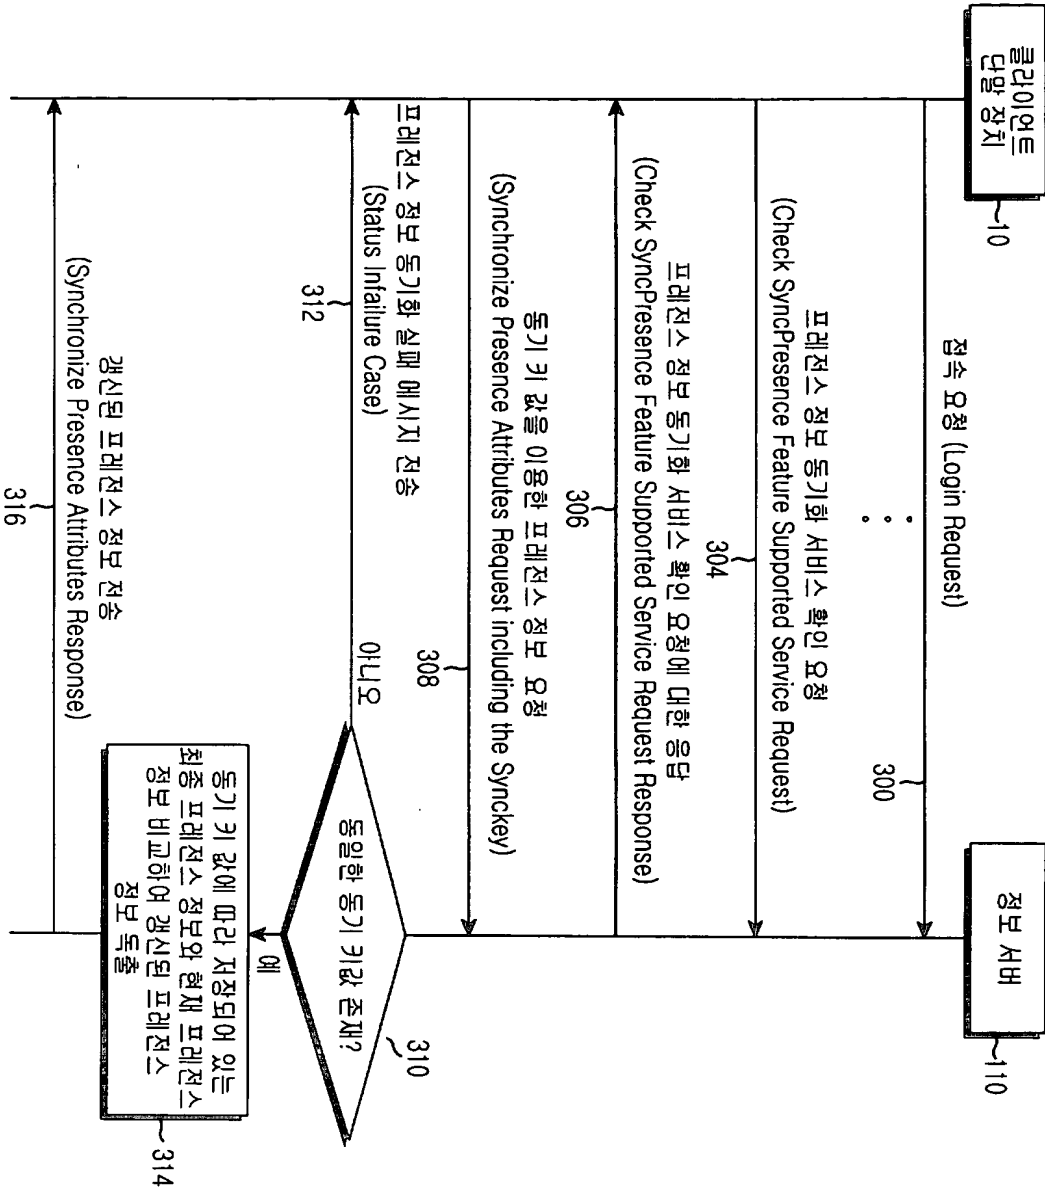 클라이언트
단말 장치
10
정보 서버
110
접속 요청 (Login Request)
300
프레전스 정보 동기화 서비스 확인 요청
(Check SyncPresence Feature Supported Service Request)
304
프레전스 정보 동기화 서비스 확인 요청에 대한 응답
(Check SyncPresence Feature Supported Service Request Response)
306
동기 키 값을 이용한 프레전스 정보 요청
(Synchronize Presence Attributes Request including the Synckey)
308
동일한 동기 키값 존재?
310
아니오
프레전스 정보 동기화 실패 메시지 전송
(Status Infailure Case)
312
예
동기 키 값에 따라 저장되어 있는
최종 프레전스 정보와 현재 프레전스
정보 비교하여 갱신된 프레전스
정보 독출
314
갱신된 프레전스 정보 전송
(Synchronize Presence Attributes Response)
316